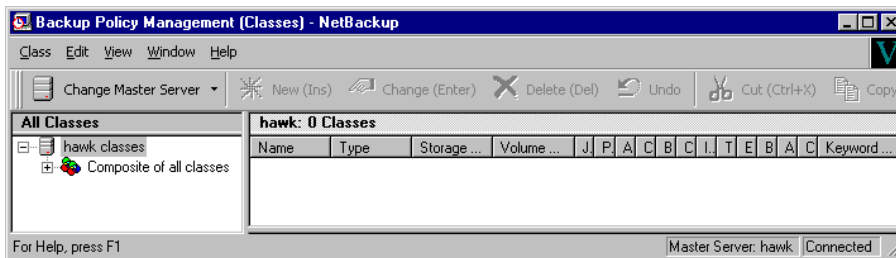 Backup Policy Management (Classes) - NetBackup
Class Edit View Window Help
V
Change Master Server New (Ins) Change (Enter) Delete (Del) Undo Cut (Ctrl+X) Copy
All Classes
hawk: 0 Classes
hawk classes
Composite of all classes
Name Type Storage ... Volume ... J. P. A C B C I.. T E B A C Keyword ...
For Help, press F1
Master Server: hawk Connected